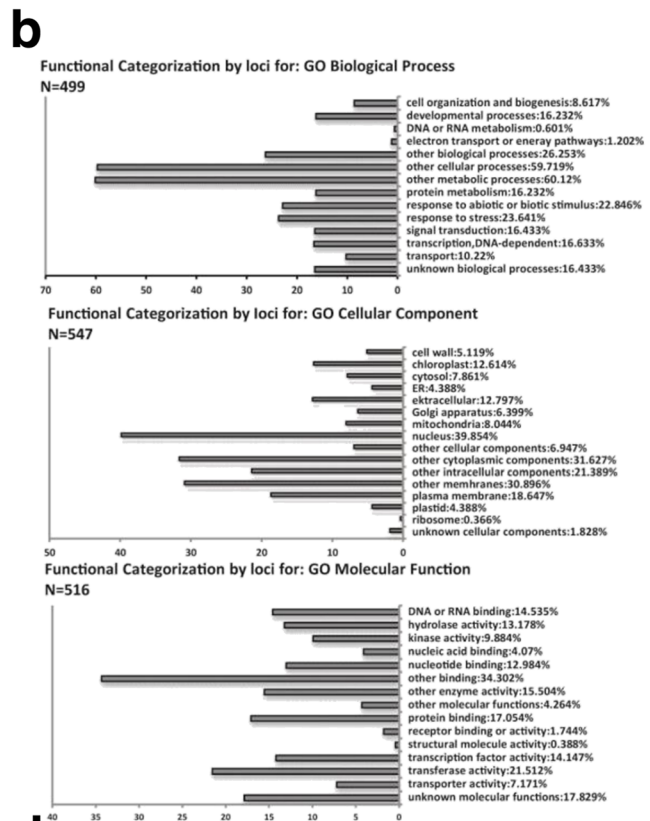 b
Functional Categorization by loci for: GO Biological Process
N=499
cell organization and biogenesis:8.617%
developmental processes:16.232%
DNA or RNA metabolism:0.601%
electron transport or eneray pathways:1.202%
other biological processes:26.253%
other cellular processes:59.719%
other metabolic processes:60.12%
protein metabolism:16.232%
response to abiotic or biotic stimulus:22.846%
response to stress:23.641%
signal transduction:16.433%
transcription,DNA-dependent:16.633%
transport:10.22%
unknown biological processes:16.433%
70 60 50 40 30 20 10 0
Functional Categorization by loci for: GO Cellular Component
N=547
cell wall:5.119%
chloroplast:12.614%
cytosol:7.861%
ER:4.388%
ektracellular:12.797%
Golgi apparatus:6.399%
mitochondria:8.044%
nucleus:39.854%
other cellular components:6.947%
other cytoplasmic components:31.627%
other intracellular components:21.389%
other memhranes:30.896%
plasma membrane:18.647%
plastid:4.388%
ribosome:0.366%
unknown cellular components:1.828%
50 40 30 20 10 0
Functional Categorization by loci for: GO Molecular Function
N=516
DNA or RNA binding:14.535%
hydrolase activity:13.178%
kinase activity:9.884%
nucleic acid binding:4.07%
nucleotide binding:12.984%
other binding:34.302%
other enzyme activity:15.504%
other molecular functions:4.264%
protein binding:17.054%
receptor binding or activity:1.744%
structural molecule activity:0.388%
transcription factor activity:14.147%
transferase activity:21.512%
transporter activity:7.171%
unknown molecular functions:17.829%
40 35 30 25 20 15 10 5 0